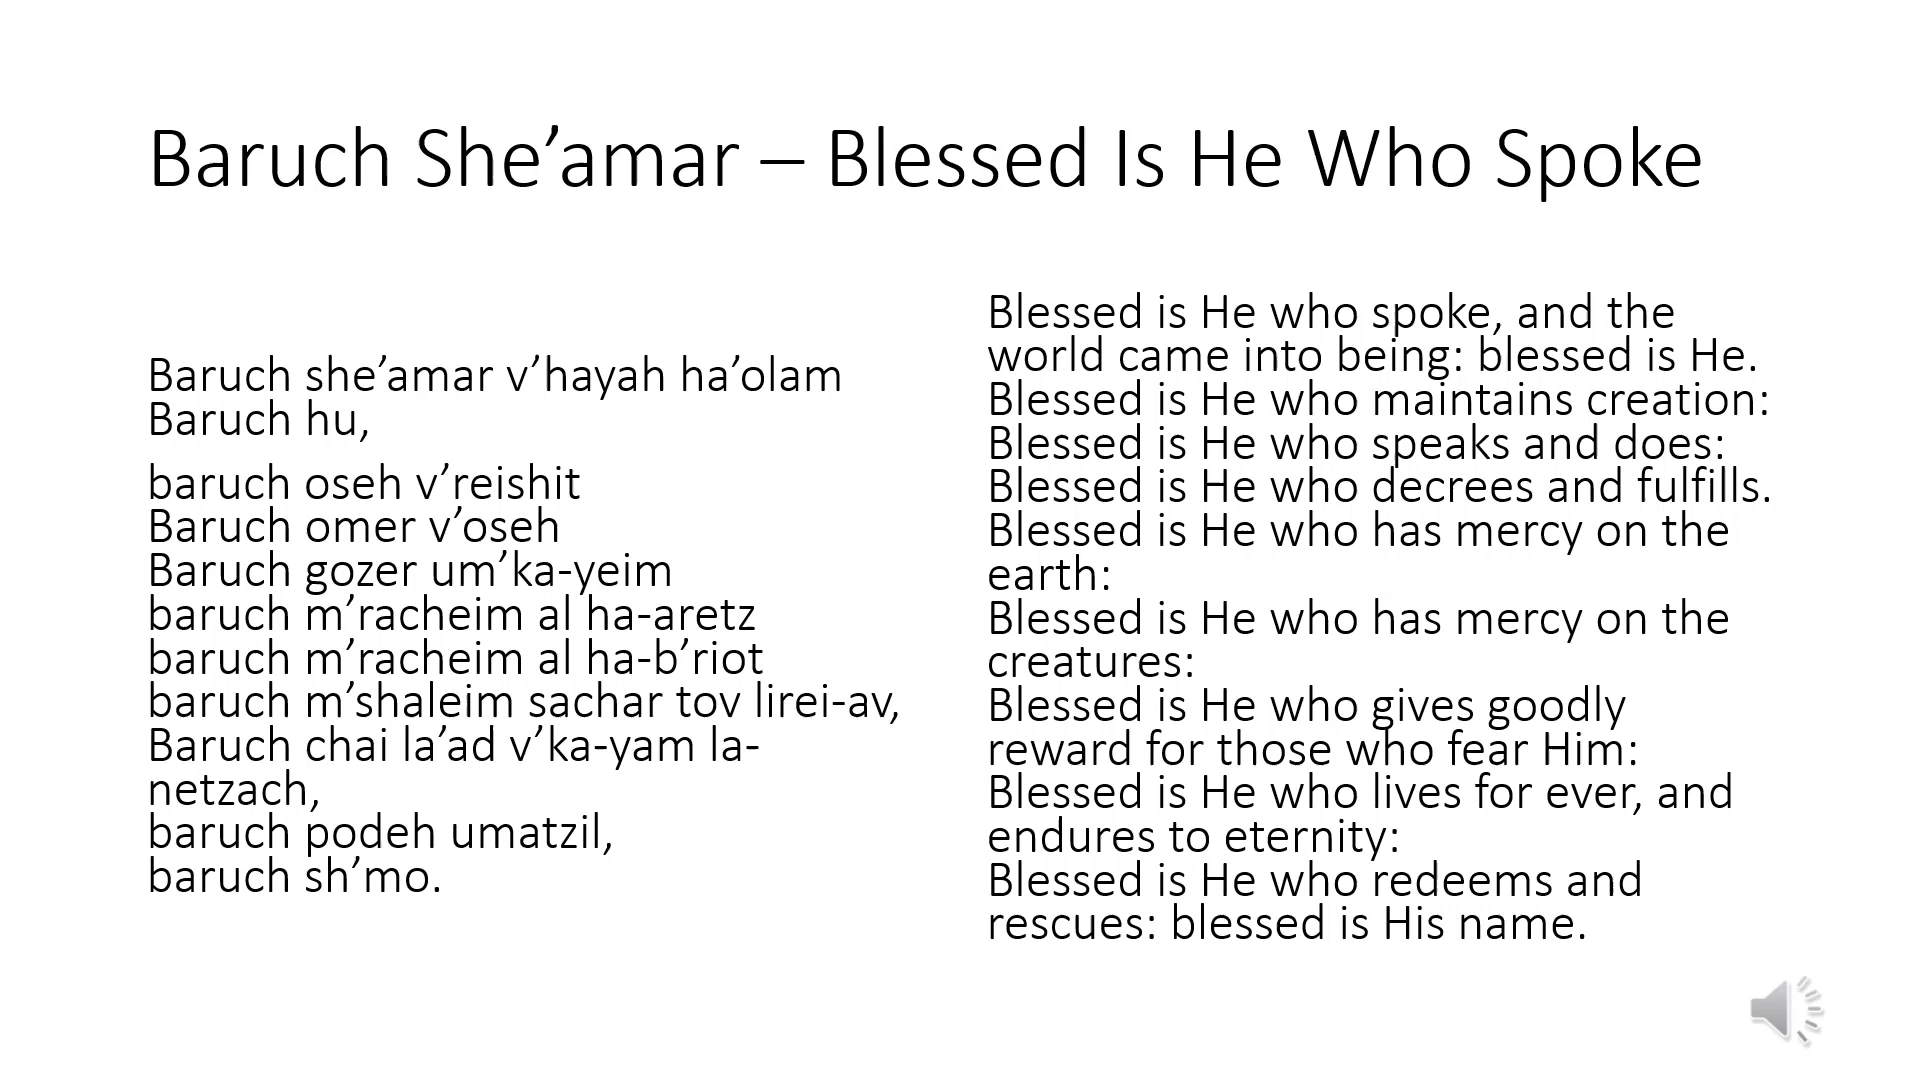 Baruch She’amar – Blessed Is He Who Spoke
Baruch she’amar v’hayah ha’olam
Baruch hu,
baruch oseh v’reishit
Baruch omer v’oseh
Baruch gozer um’ka-yeim
baruch m’racheim al ha-aretz
baruch m’racheim al ha-b’riot
baruch m’shaleim sachar tov lirei-av,
Baruch chai la’ad v’ka-yam la-
netzach,
baruch podeh umatzil,
baruch sh’mo.
Blessed is He who spoke, and the
world came into being: blessed is He.
Blessed is He who maintains creation:
Blessed is He who speaks and does:
Blessed is He who decrees and fulfills.
Blessed is He who has mercy on the
earth:
Blessed is He who has mercy on the
creatures:
Blessed is He who gives goodly
reward for those who fear Him:
Blessed is He who lives for ever, and
endures to eternity:
Blessed is He who redeems and
rescues: blessed is His name.